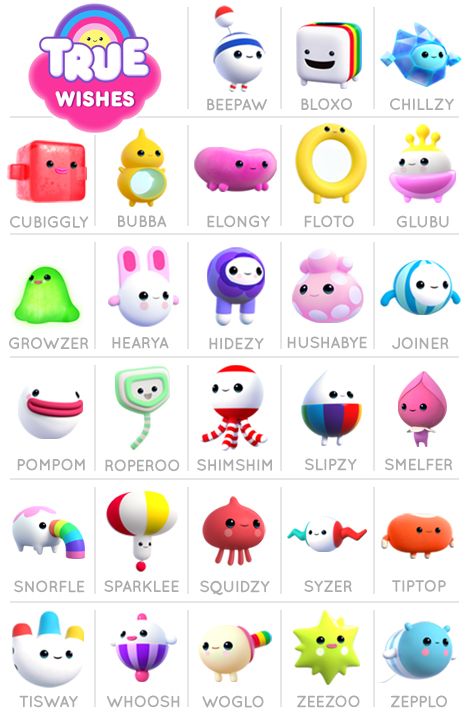 TRUE
WISHES
BEEPAW BLOXO CHILLZY
CUBIGGLY BUBBA ELONGY FLOTO GLUBU
GROWZER HEARYA HIDEZY HUSHABYE JOINER
POMPOM ROPEROO SHIMSHIM SLIPZY SMELFER
SNORFLE SPARKLEE SQUIDZY SYZER TIPTOP
TISWAY WHOOSH WOGLO ZEEZOO ZEPPLO